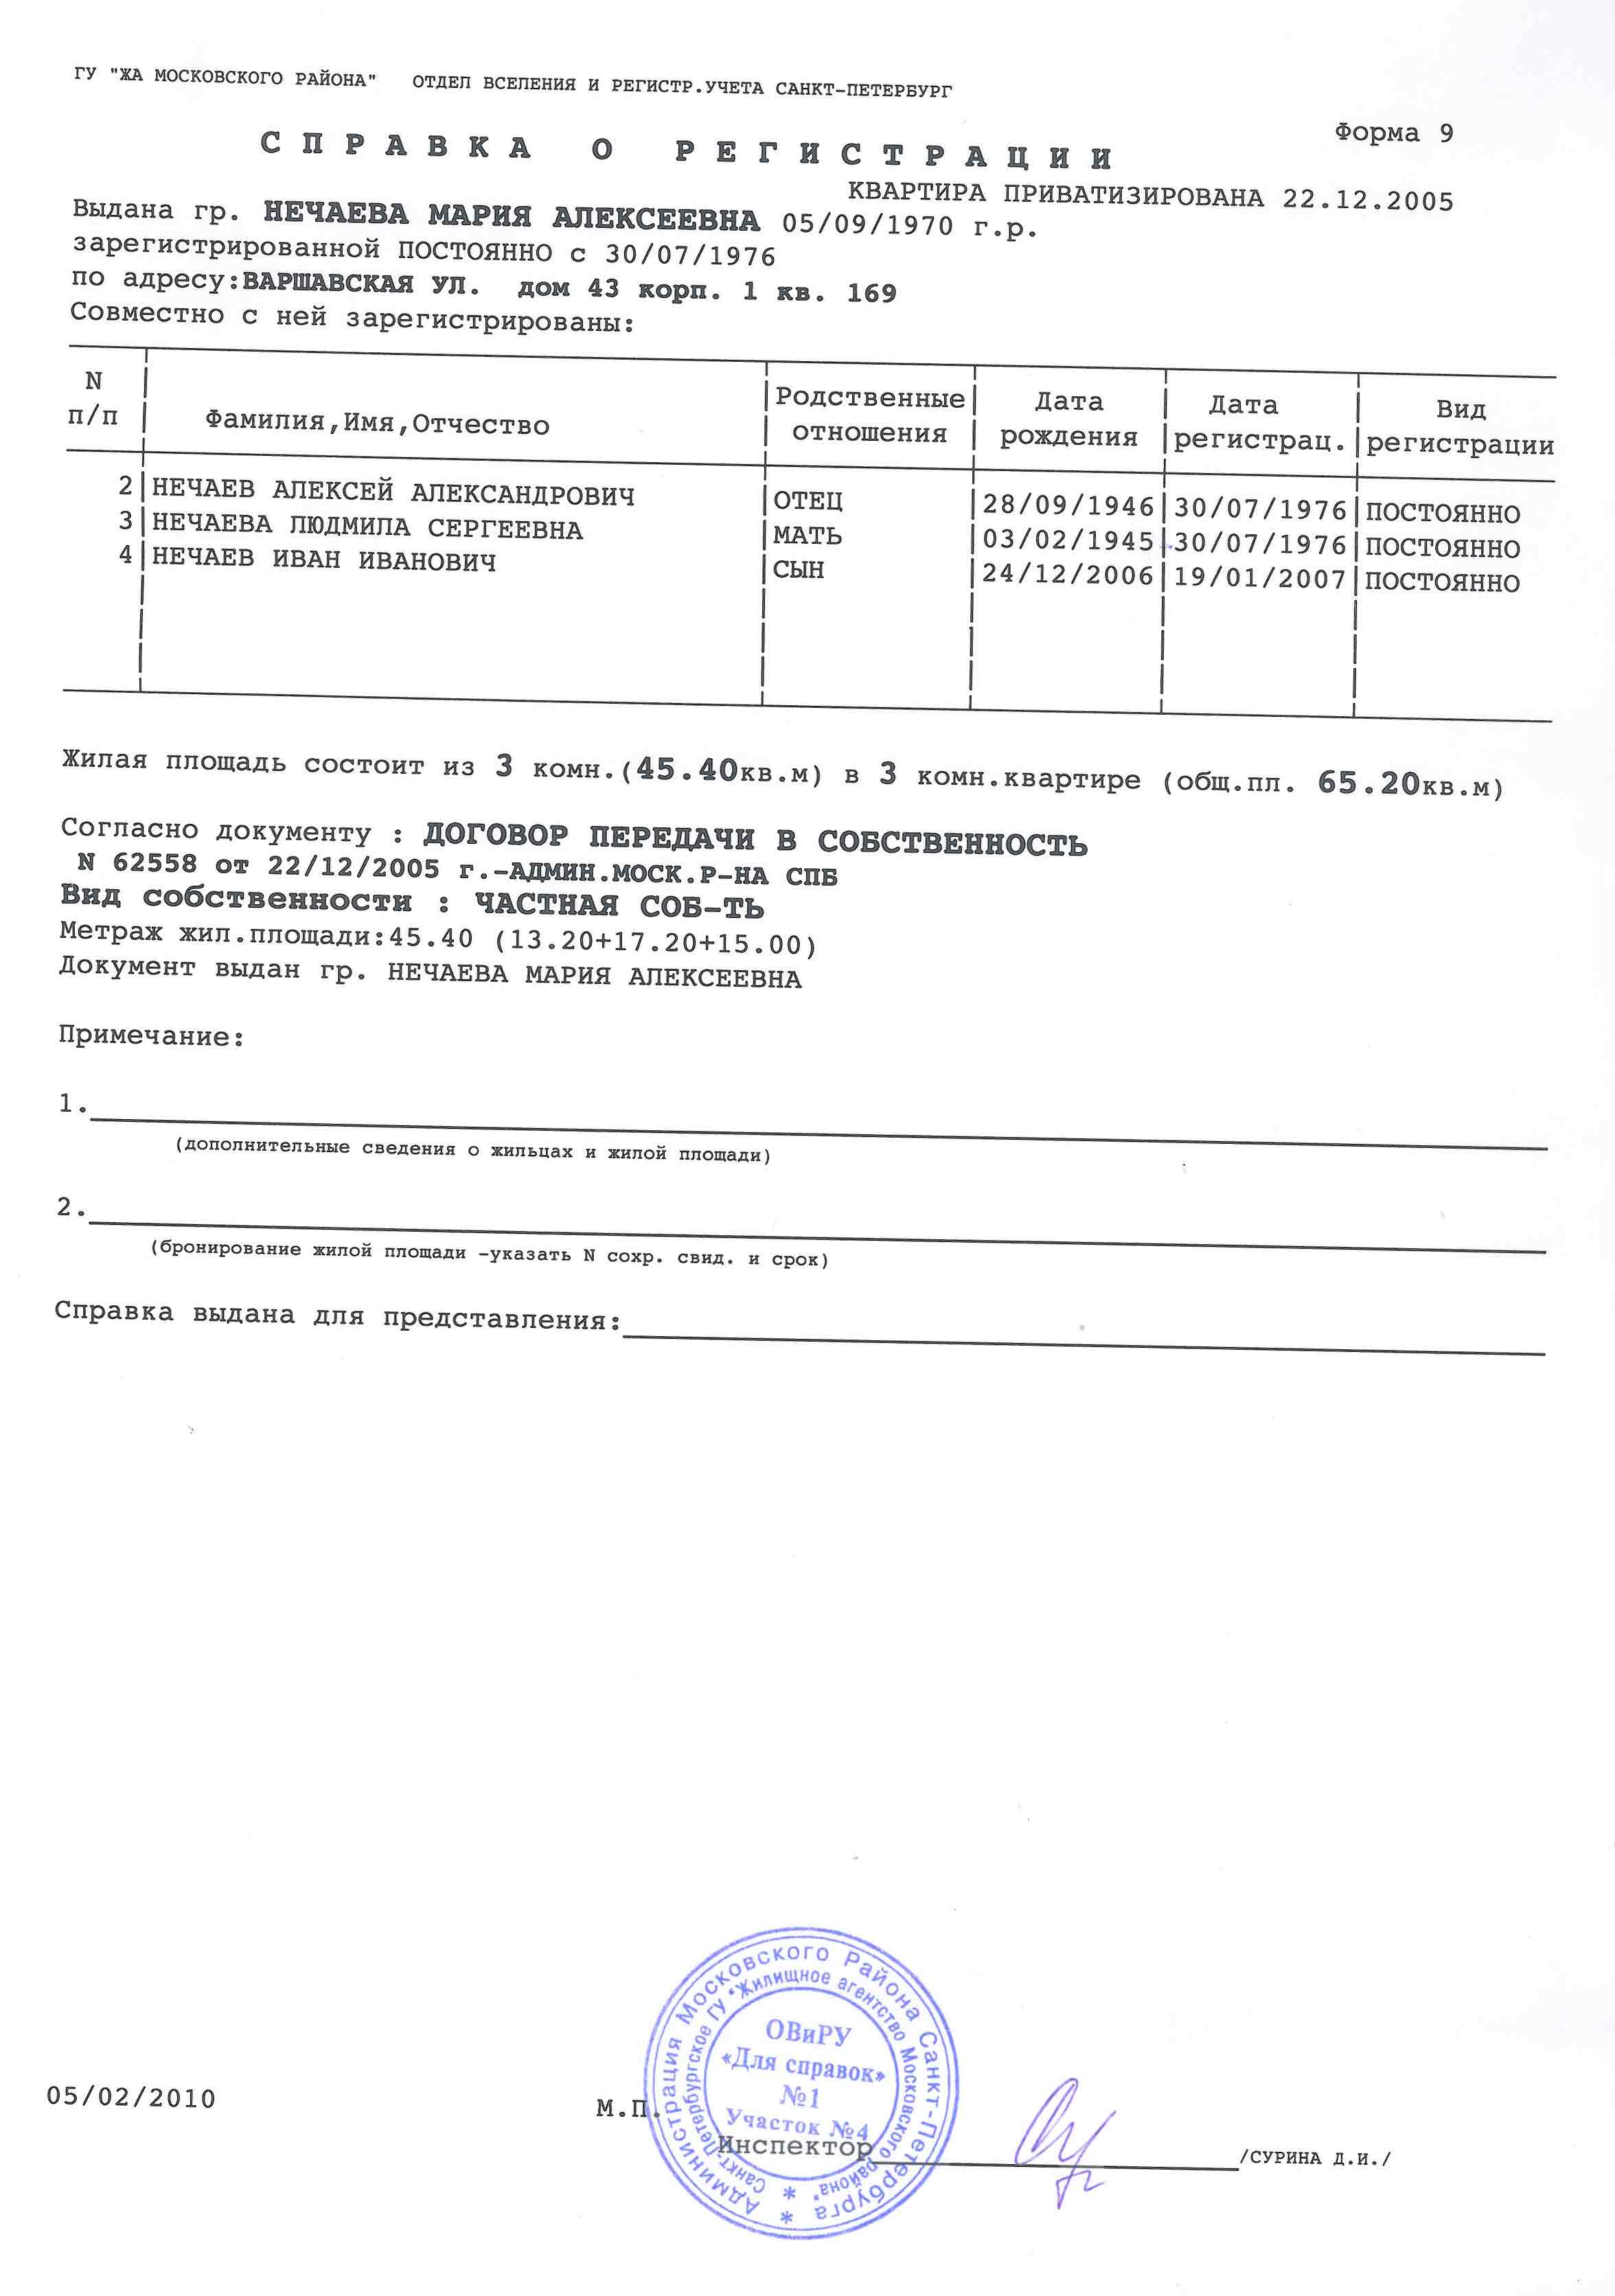 ГУ "ЖА МОСКОВСКОГО РАЙОНА" ОТДЕЛ ВСЕЛЕНИЯ И РЕГИСТР.УЧЕТА САНКТ-ПЕТЕРБУРГ
Форма 9
СПРАВКА О РЕГИСТРАЦИИ
КВАРТИРА ПРИВАТИЗИРОВАНА 22.12.2005
Выдана гр. НЕЧАЕВА МАРИЯ АЛЕКСЕЕВНА 05/09/1970 г.р.
зарегистрированной ПОСТОЯННО с 30/07/1976
по адресу:ВАРШАВСКАЯ УЛ. дом 43 корп. 1 кв. 169
Совместно с ней зарегистрированы:
N п/п | Фамилия,Имя,Отчество | Родственные отношения | Дата рождения | Дата регистрац. | Вид регистрации
2|НЕЧАЕВ АЛЕКСЕЙ АЛЕКСАНДРОВИЧ |ОТЕЦ |28/09/1946|30/07/1976|ПОСТОЯННО
3|НЕЧАЕВА ЛЮДМИЛА СЕРГЕЕВНА |МАТЬ |03/02/1945|30/07/1976|ПОСТОЯННО
4|НЕЧАЕВ ИВАН ИВАНОВИЧ |СЫН |24/12/2006|19/01/2007|ПОСТОЯННО
Жилая площадь состоит из 3 комн.(45.40кв.м) в 3 комн.квартире (общ.пл. 65.20кв.м)
Согласно документу : ДОГОВОР ПЕРЕДАЧИ В СОБСТВЕННОСТЬ
N 62558 от 22/12/2005 г.-АДМИН.МОСК.Р-НА СПБ
Вид собственности : ЧАСТНАЯ СОБ-ТЬ
Метраж жил.площади:45.40 (13.20+17.20+15.00)
Документ выдан гр. НЕЧАЕВА МАРИЯ АЛЕКСЕЕВНА
Примечание:
1.
(дополнительные сведения о жильцах и жилой площади)
2.
(бронирование жилой площади -указать N сохр. свид. и срок)
Справка выдана для представления:
Администрация Московского Района Санкт-Петербурга *
Санкт-Петербургское ГУ "Жилищное агентство Московского района" *
ОВиРУ
«Для справок»
№1
Участок №4
05/02/2010
М.П.
Инспектор /СУРИНА Д.И./